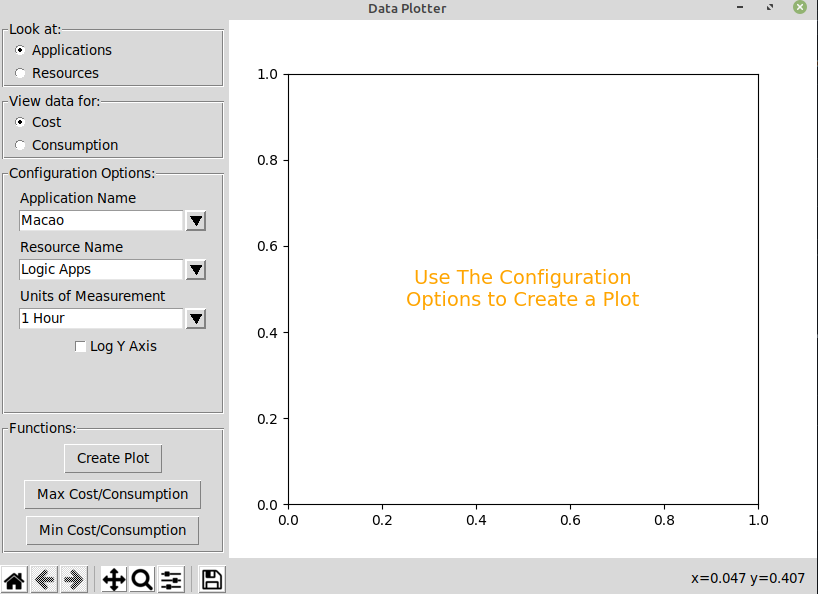 Data Plotter
Look at:
Applications
Resources
View data for:
Cost
Consumption
Configuration Options:
Application Name
Macao
Resource Name
Logic Apps
Units of Measurement
1 Hour
Log Y Axis
Functions:
Create Plot
Max Cost/Consumption
Min Cost/Consumption
1.0
0.8
0.6
0.4
0.2
0.0
Use The Configuration
Options to Create a Plot
0.0 0.2 0.4 0.6 0.8 1.0
x=0.047 y=0.407